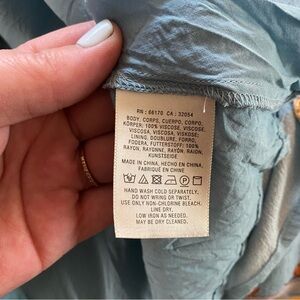 RN : 66170 CA : 32054
BODY, CORPS, CUERPO, CORPO,
KÖRPER: 100% VISCOSE, VISCOSE,
VISCOSA, VISCOSA, VISKOSE;
LINING, DOUBLURE, FORRO,
FODERA, FUTTERSTOFF: 100%
RAYON, RAYONNE, RAYÓN, RAION,
KUNSTSEIDE
MADE IN CHINA, HECHO EN CHINA,
FABRIQUÉ EN CHINE
HAND WASH COLD SEPARATELY,
DO NOT WRING OR TWIST,
USE ONLY NON-CHLORINE BLEACH,
LINE DRY,
LOW IRON AS NEEDED,
MAY BE DRY CLEANED.